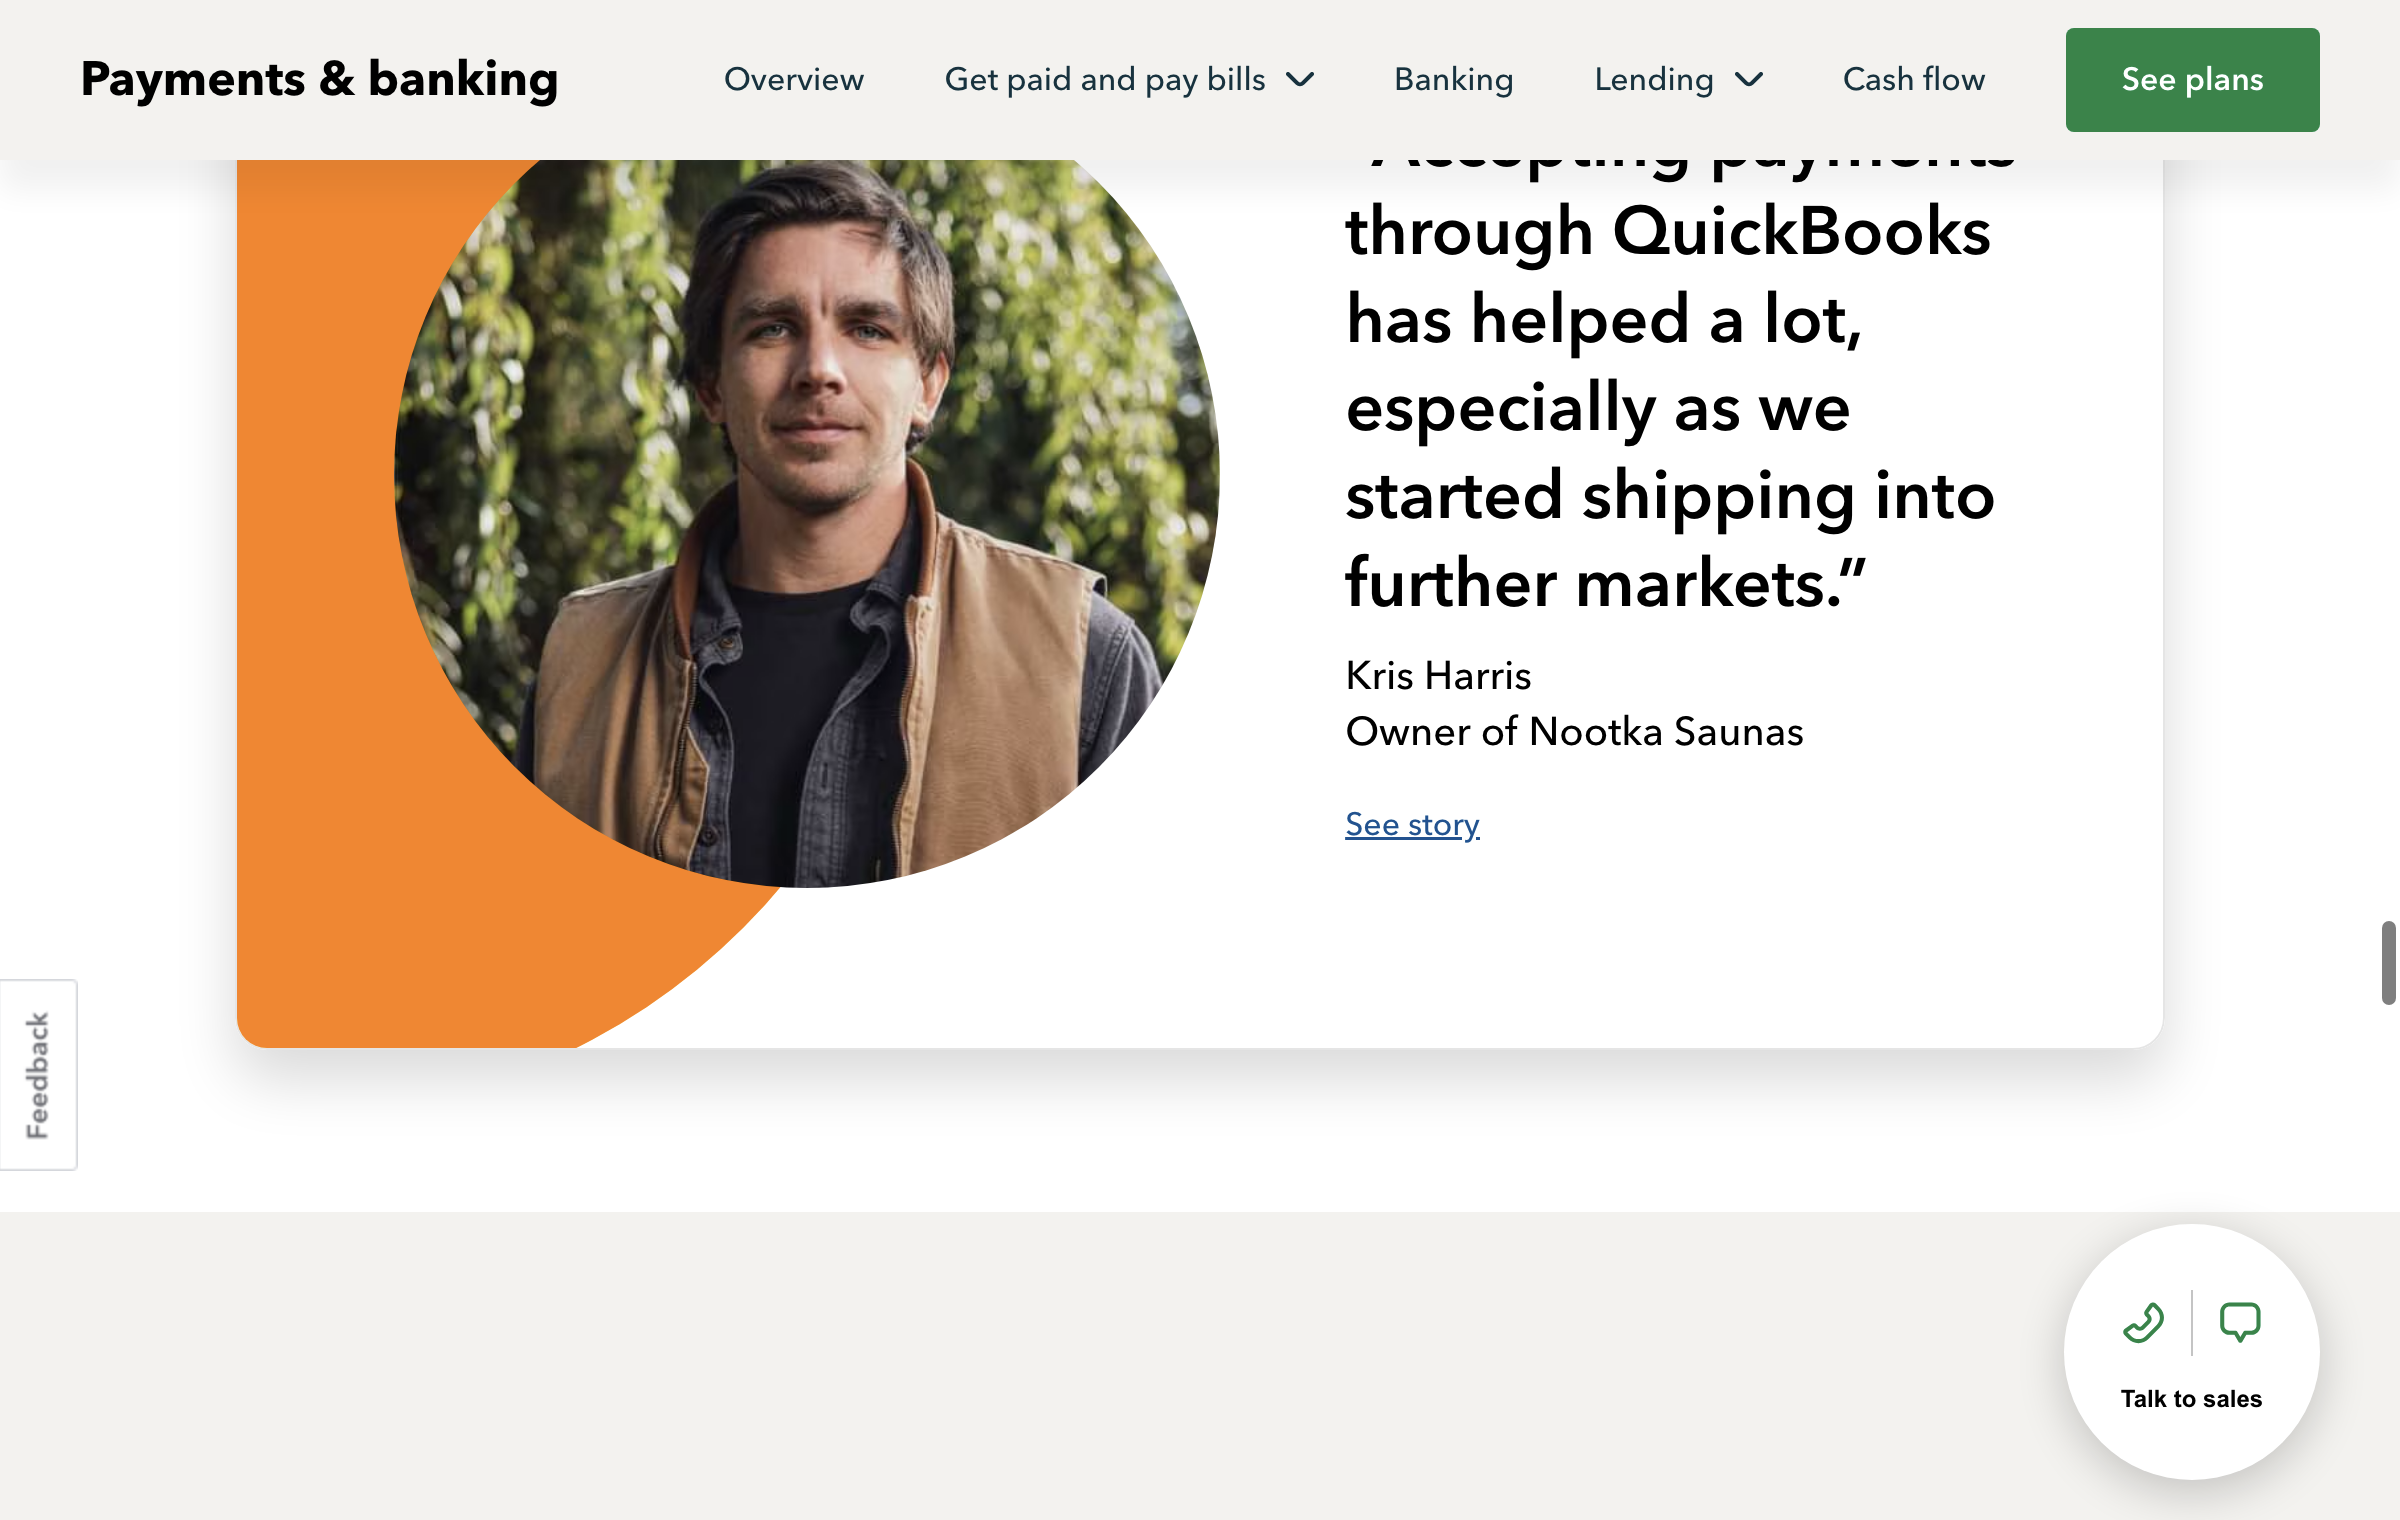 Payments & banking
Overview
Get paid and pay bills
Banking
Lending
Cash flow
See plans
Accepting payments
through QuickBooks
has helped a lot,
especially as we
started shipping into
further markets.”
Kris Harris
Owner of Nootka Saunas
See story
Feedback
Talk to sales